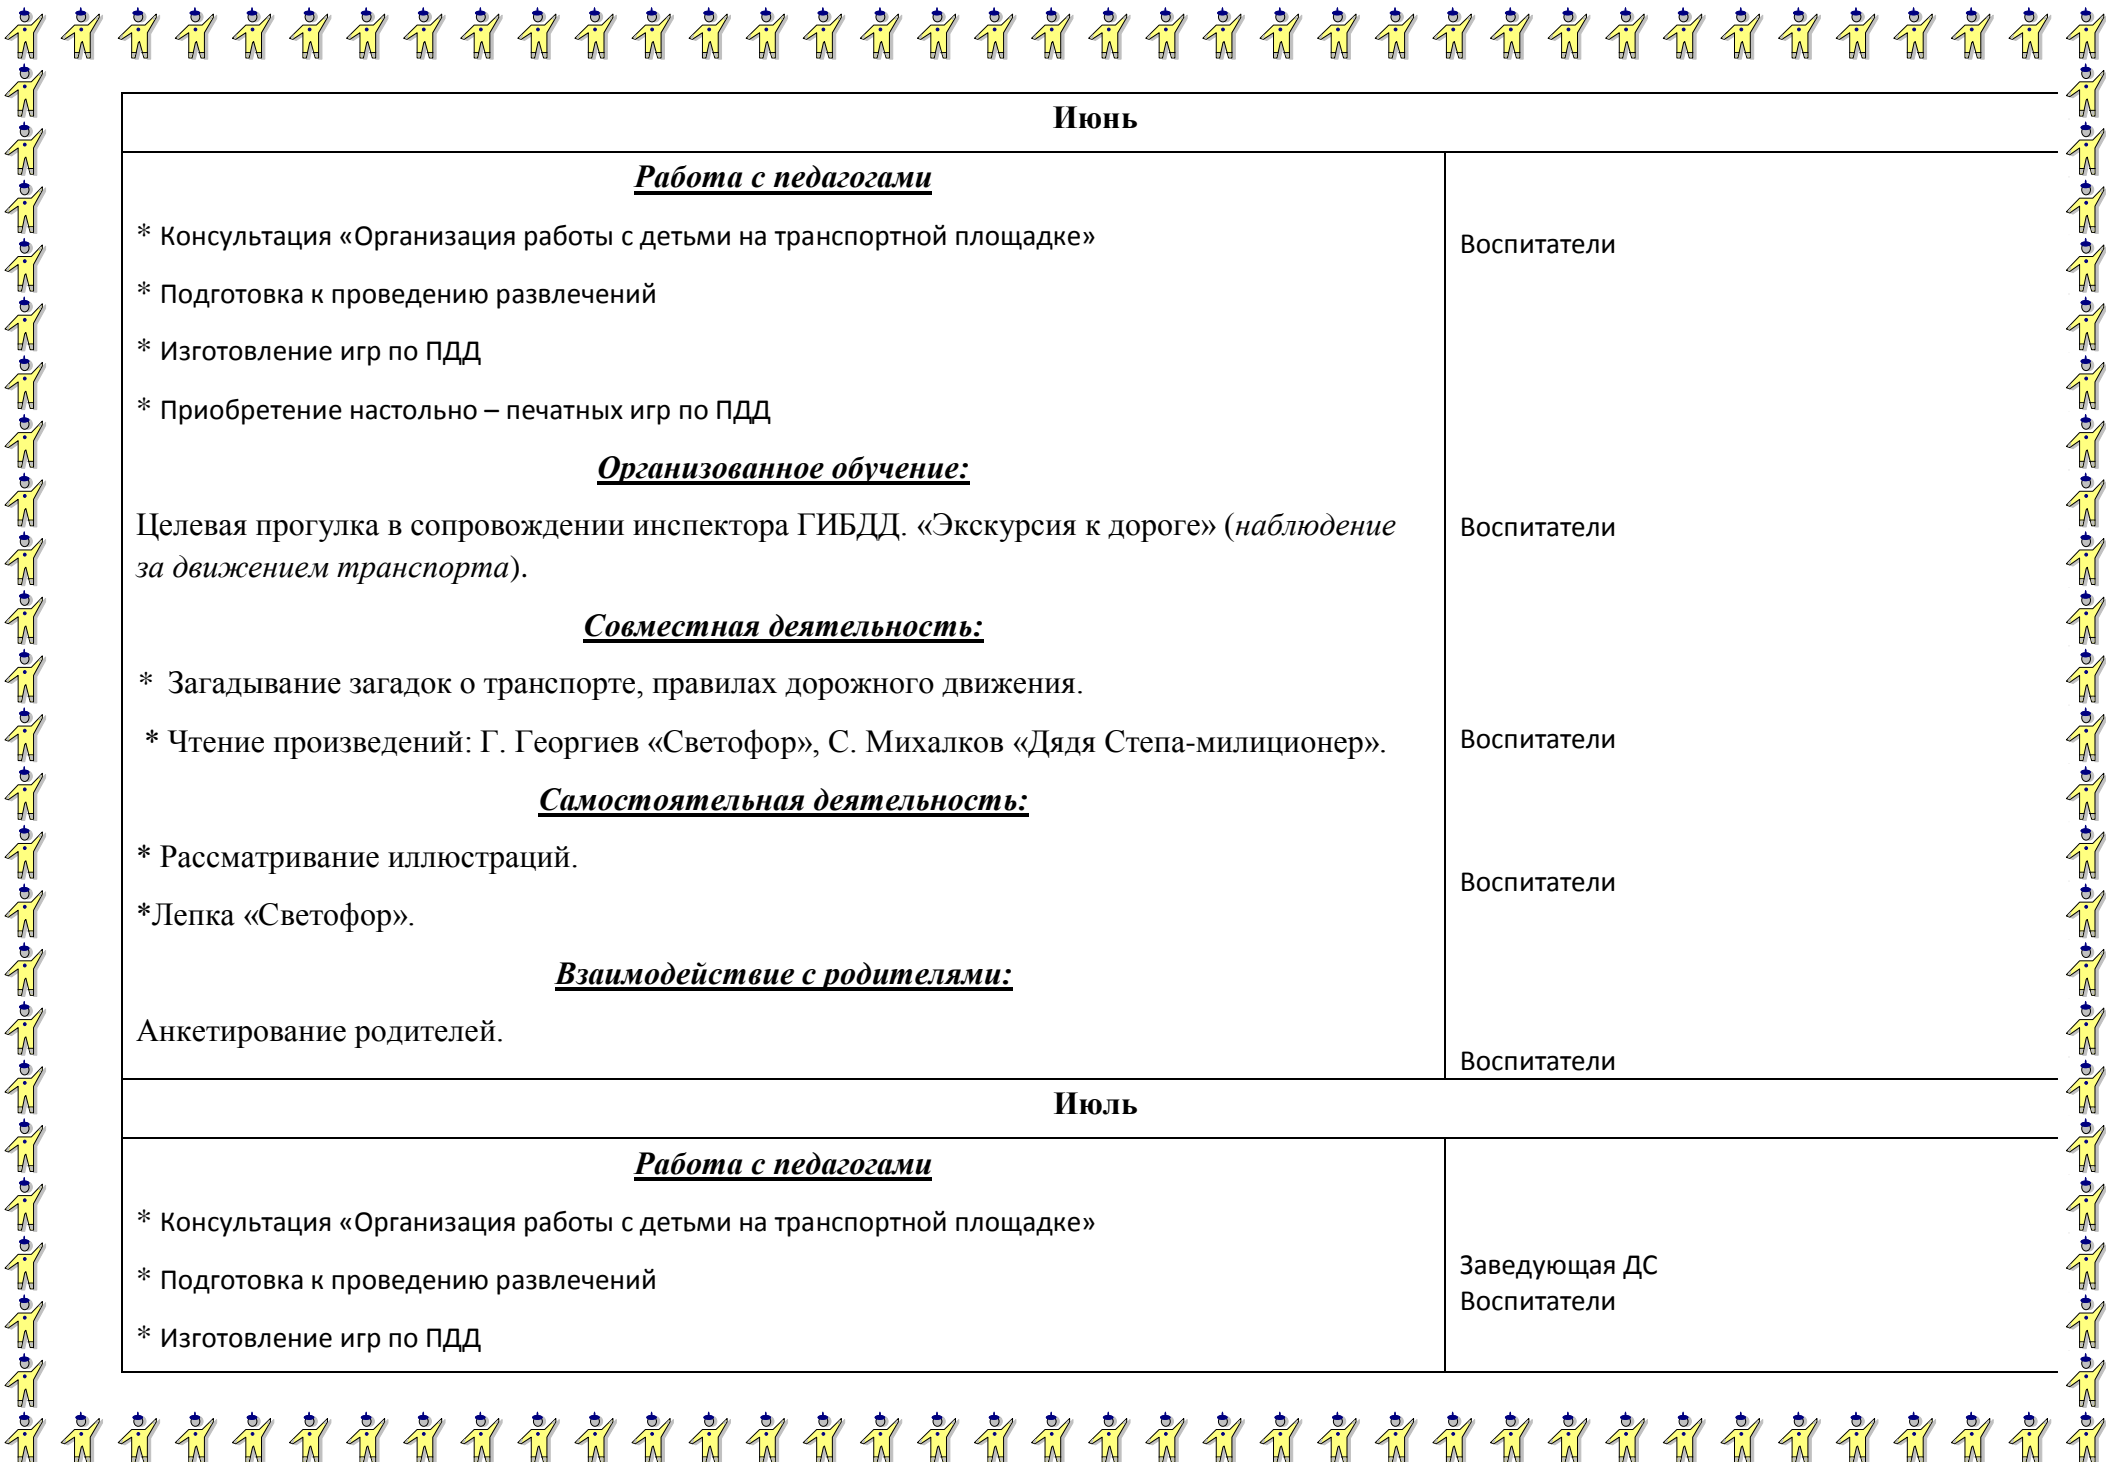 Июнь
Работа с педагогами
* Консультация «Организация работы с детьми на транспортной площадке»
Воспитатели
* Подготовка к проведению развлечений
* Изготовление игр по ПДД
* Приобретение настольно – печатных игр по ПДД
Организованное обучение:
Целевая прогулка в сопровождении инспектора ГИБДД. «Экскурсия к дороге» (наблюдение
за движением транспорта).
Воспитатели
Совместная деятельность:
* Загадывание загадок о транспорте, правилах дорожного движения.
* Чтение произведений: Г. Георгиев «Светофор», С. Михалков «Дядя Степа-милиционер».
Воспитатели
Самостоятельная деятельность:
* Рассматривание иллюстраций.
Воспитатели
*Лепка «Светофор».
Взаимодействие с родителями:
Анкетирование родителей.
Воспитатели
Июль
Работа с педагогами
* Консультация «Организация работы с детьми на транспортной площадке»
* Подготовка к проведению развлечений
* Изготовление игр по ПДД
Заведующая ДС
Воспитатели